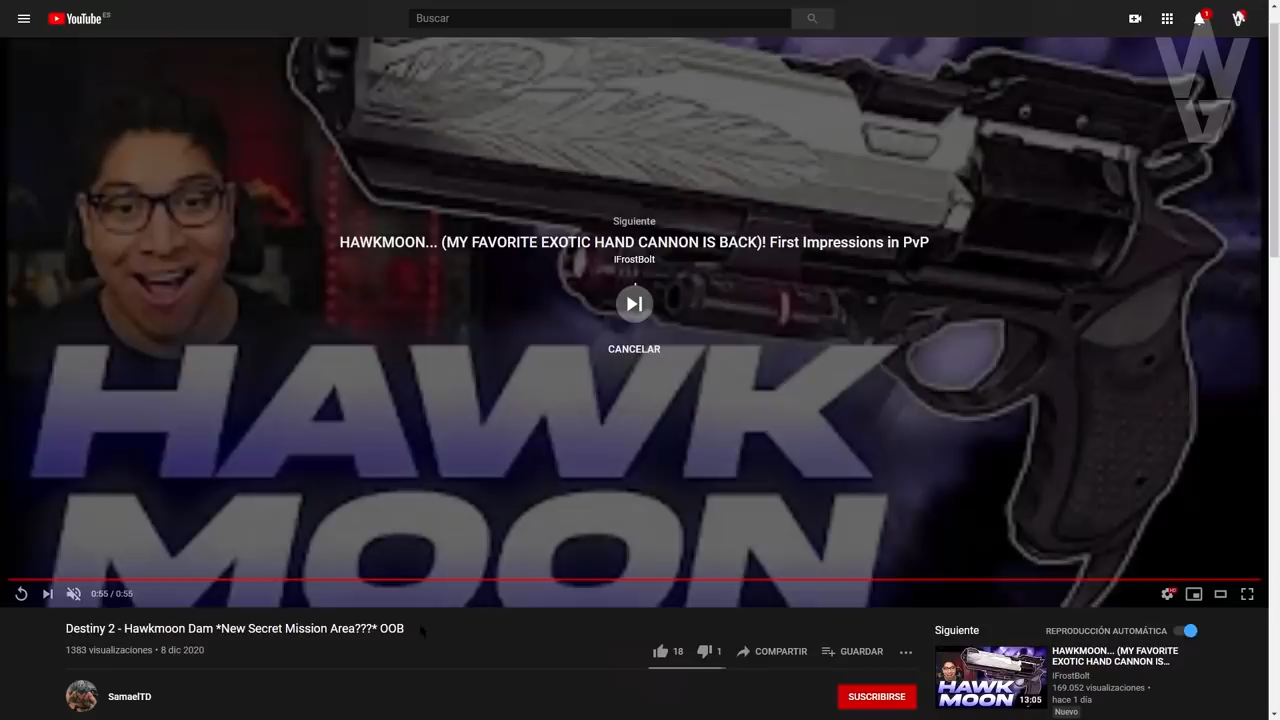 YouTube ES
Buscar
1
WG
Siguiente
HAWKMOON... (MY FAVORITE EXOTIC HAND CANNON IS BACK)! First Impressions in PvP
iFrostBolt
CANCELAR
HAWK
MOON
0:55 / 0:55
HD
Destiny 2 - Hawkmoon Dam *New Secret Mission Area???* OOB
1383 visualizaciones • 8 dic 2020
18
1
COMPARTIR
GUARDAR
SamaelTD
SUSCRIBIRSE
Siguiente
REPRODUCCIÓN AUTOMÁTICA
HAWK
MOON
13:05
HAWKMOON... (MY FAVORITE
EXOTIC HAND CANNON IS...
iFrostBolt
169.052 visualizaciones •
hace 1 día
Nuevo